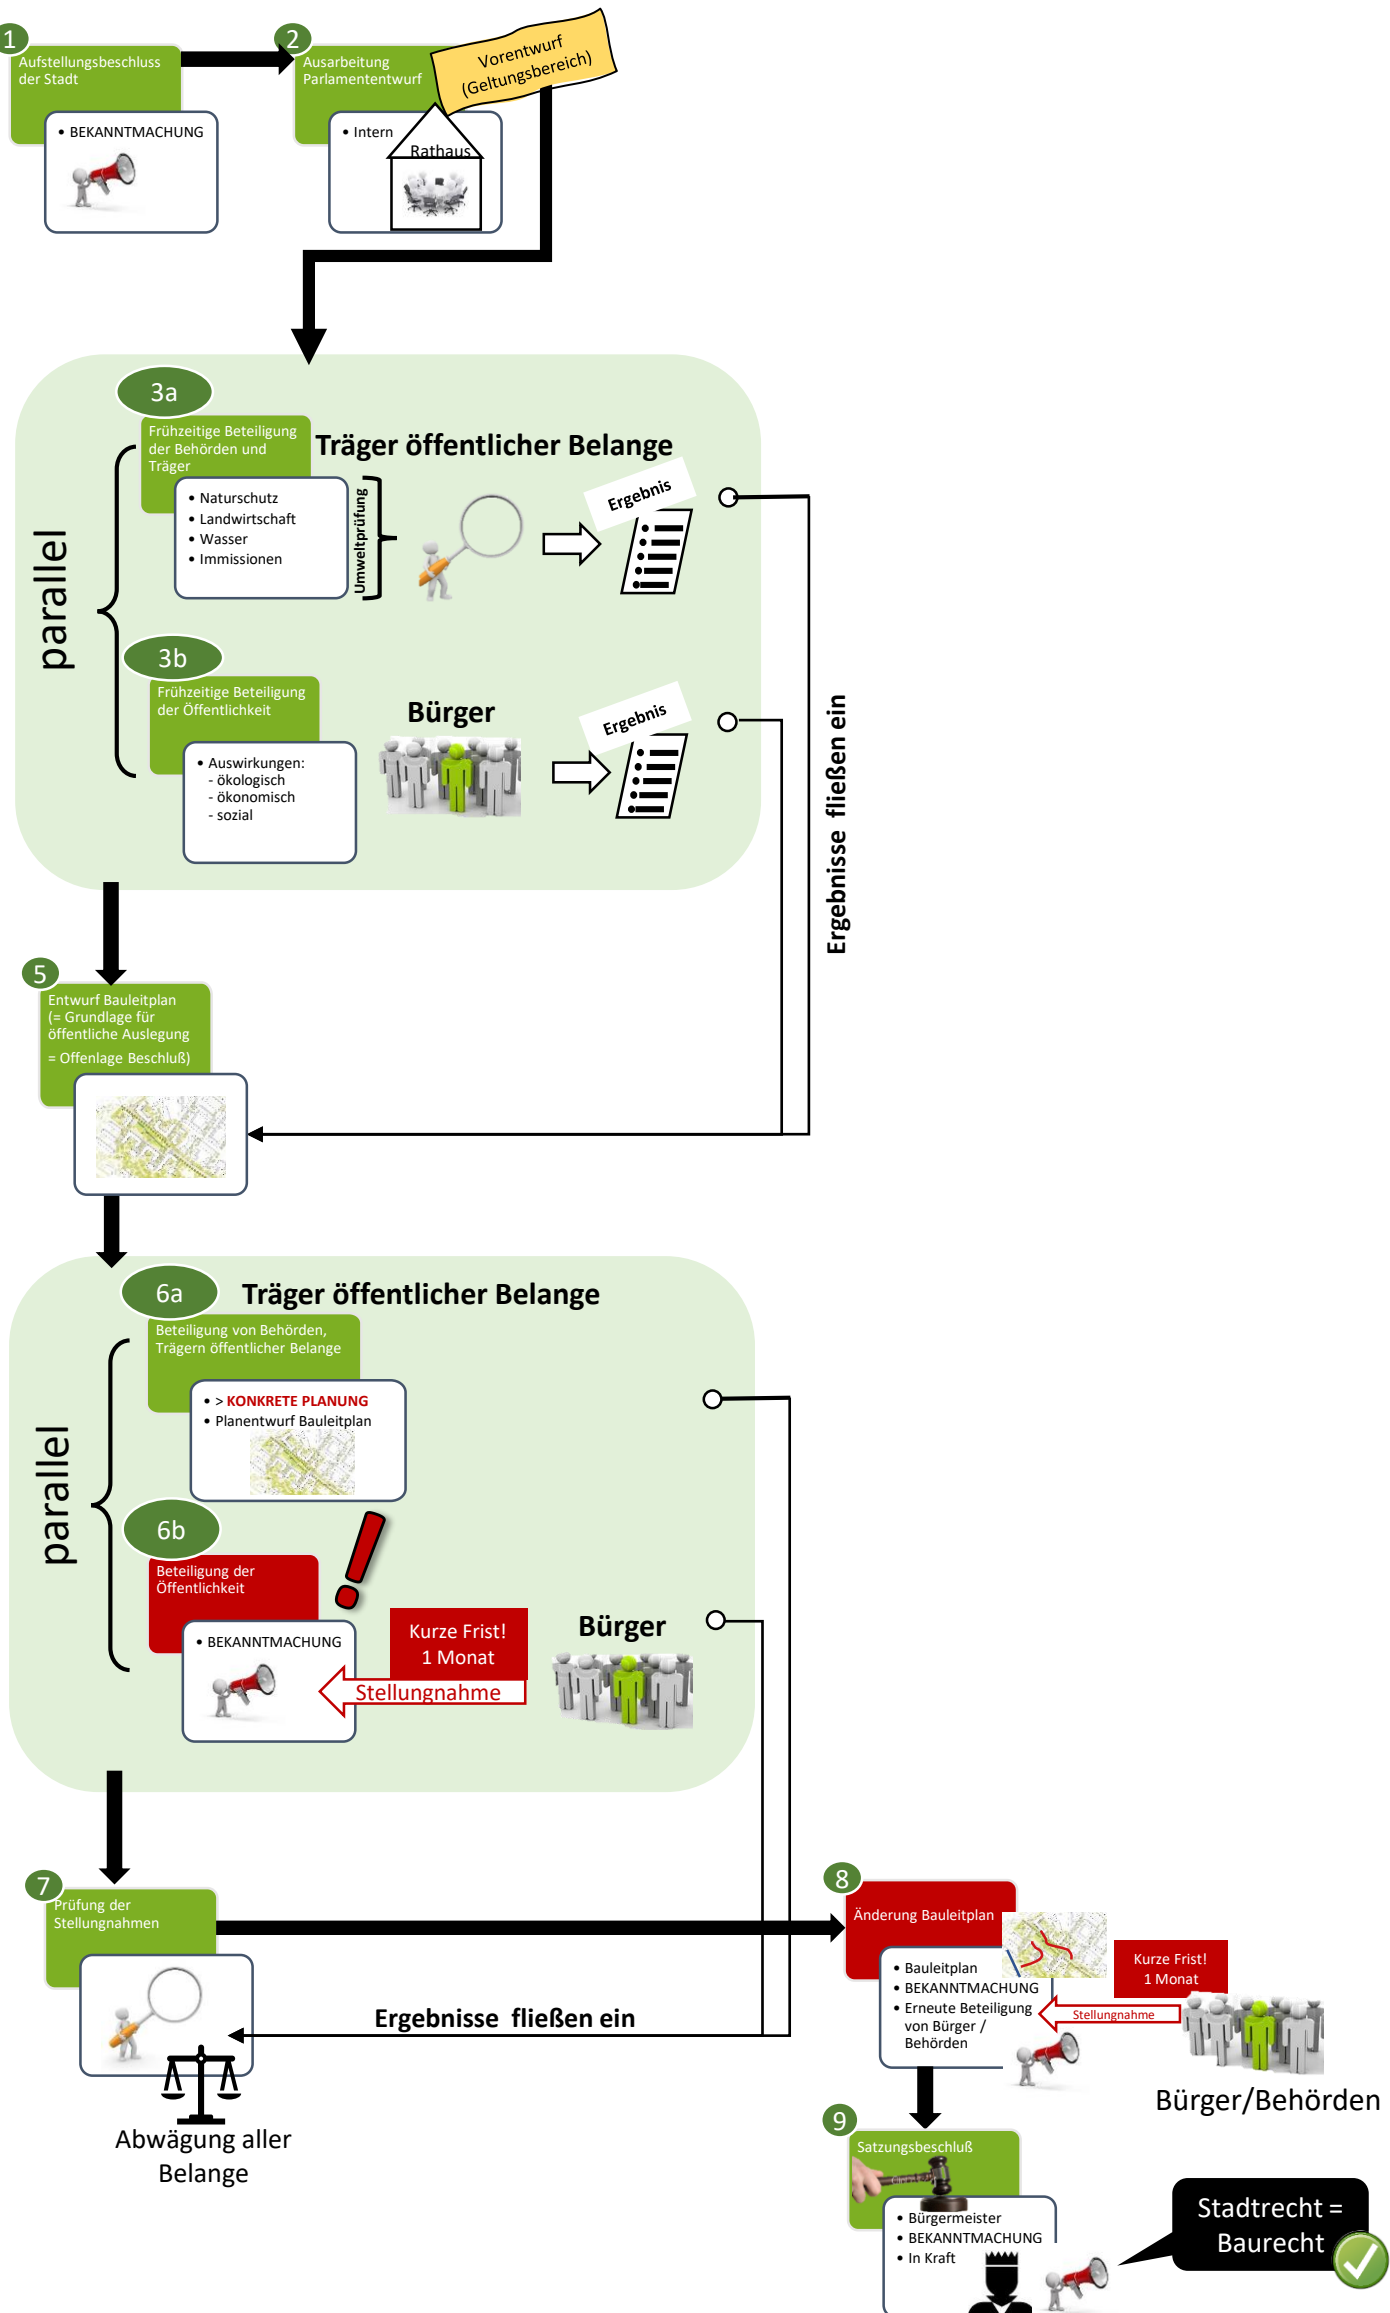 1
Aufstellungsbeschluss
der Stadt
• BEKANNTMACHUNG
2
Ausarbeitung
Parlamententwurf
• Intern
Rathaus
Vorentwurf
(Geltungsbereich)
parallel
3a
Frühzeitige Beteiligung
der Behörden und
Träger
Träger öffentlicher Belange
• Naturschutz
• Landwirtschaft
• Wasser
• Immissionen
Umweltprüfung
Ergebnis
3b
Frühzeitige Beteiligung
der Öffentlichkeit
• Auswirkungen:
- ökologisch
- ökonomisch
- sozial
Bürger
Ergebnis
Ergebnisse fließen ein
5
Entwurf Bauleitplan
(= Grundlage für
öffentliche Auslegung
= Offenlage Beschluß)
parallel
6a
Träger öffentlicher Belange
Beteiligung von Behörden,
Trägern öffentlicher Belange
• > KONKRETE PLANUNG
• Planentwurf Bauleitplan
6b
Beteiligung der
Öffentlichkeit
• BEKANNTMACHUNG
Kurze Frist!
1 Monat
Stellungnahme
Bürger
7
Prüfung der
Stellungnahmen
Ergebnisse fließen ein
Abwägung aller
Belange
8
Änderung Bauleitplan
• Bauleitplan
• BEKANNTMACHUNG
• Erneute Beteiligung
von Bürger /
Behörden
Kurze Frist!
1 Monat
Stellungnahme
Bürger/Behörden
9
Satzungsbeschluß
• Bürgermeister
• BEKANNTMACHUNG
• In Kraft
Stadtrecht =
Baurecht